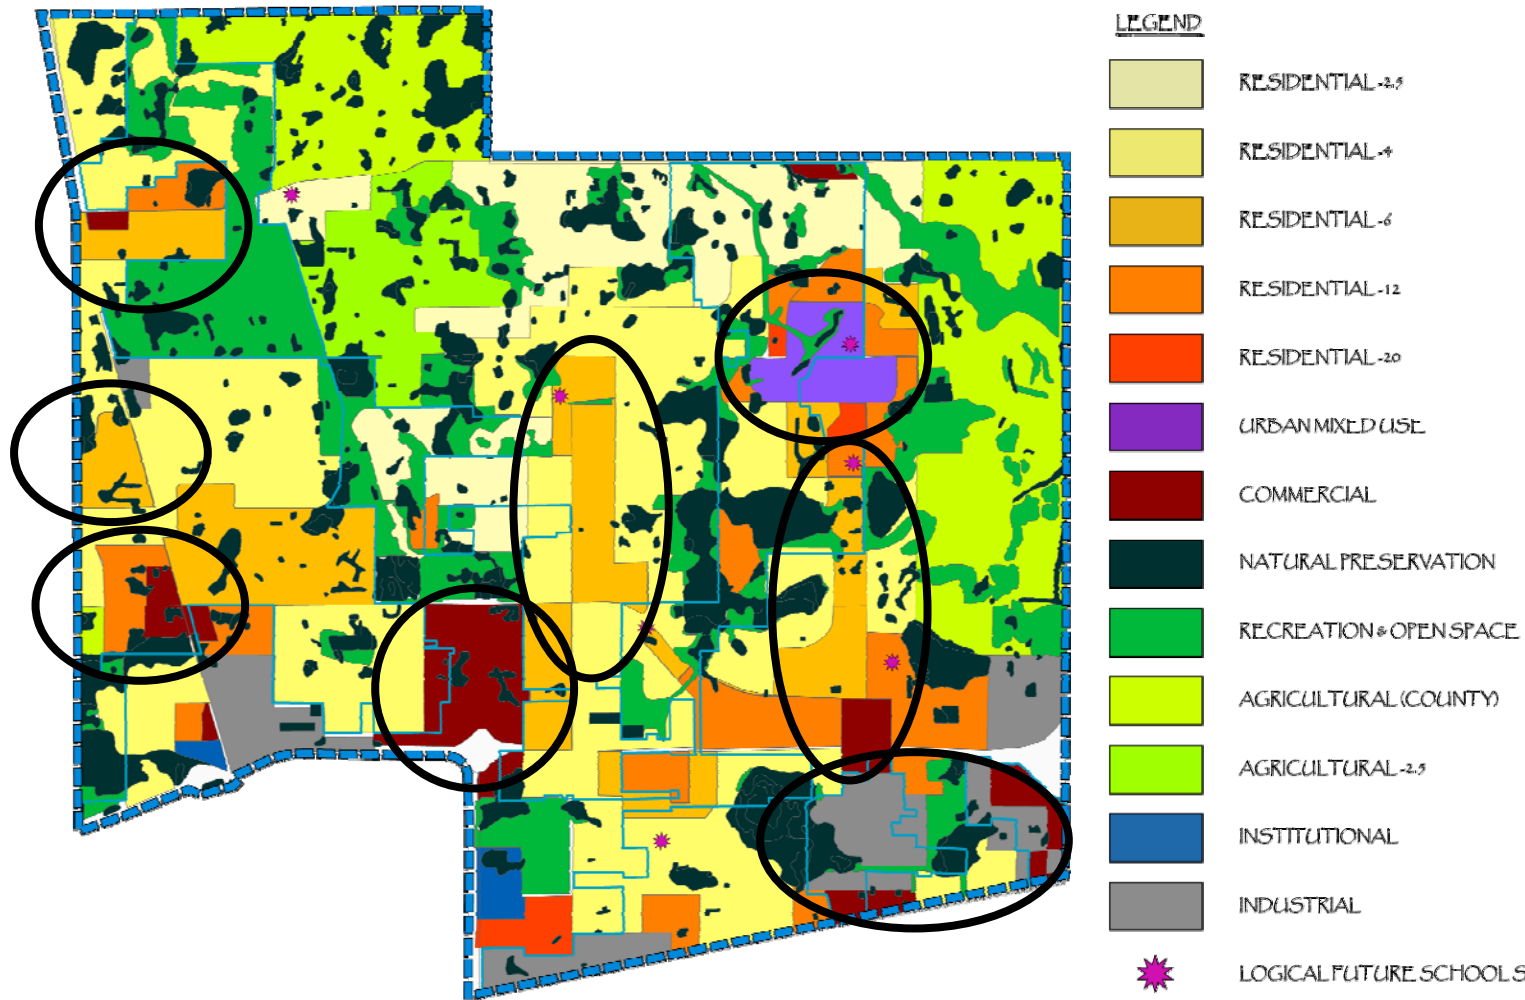 LEGEND
RESIDENTIAL-2.5
RESIDENTIAL-4
RESIDENTIAL-6
RESIDENTIAL-12
RESIDENTIAL-20
URBAN MIXED USE
COMMERCIAL
NATURAL PRESERVATION
RECREATION & OPEN SPACE
AGRICULTURAL (COUNTY)
AGRICULTURAL-2.5
INSTITUTIONAL
INDUSTRIAL
LOGICAL FUTURE SCHOOLS